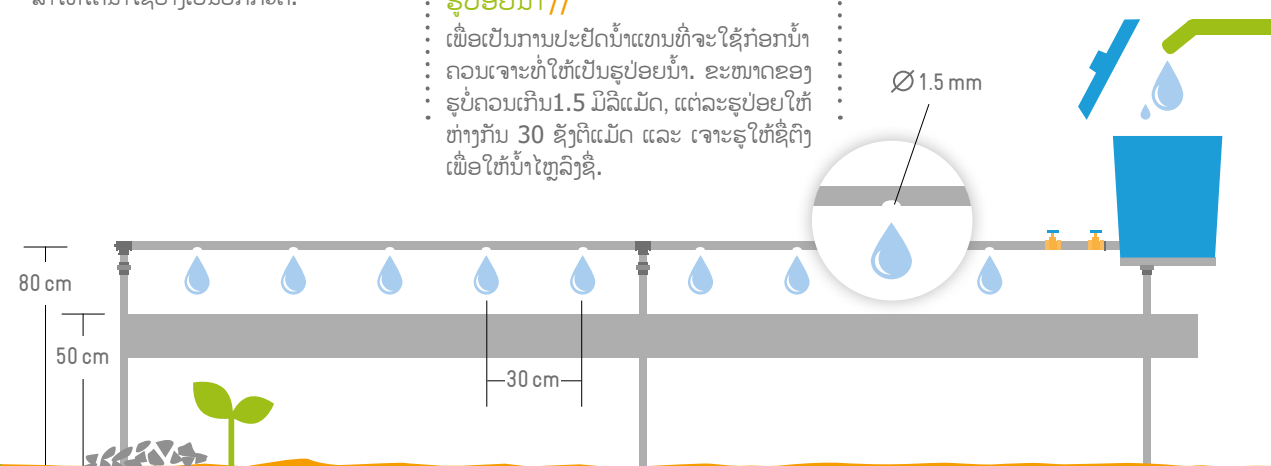 ຮູປ່ອຍນ້ຳ //
ເພື່ອເປັນການປະຢັດນ້ຳແທນທີ່ຈະໃຊ້ກ໋ອກນ້ຳ
ຄວນເຈາະທໍ່ໃຫ້ເປັນຮູປ່ອຍນ້ຳ. ຂະໜາດຂອງ
ຮູບໍ່ຄວນເກີນ1.5 ມິລີແມັດ, ແຕ່ລະຮູປ່ອຍໃຫ້
ຫ່າງກັນ 30 ຊັງຕີແມັດ ແລະ ເຈາະຮູໃຫ້ຊື່ຕົງ
ເພື່ອໃຫ້ນ້ຳໄຫຼລົງຊື່.
Ø 1.5 mm
80 cm
50 cm
30 cm